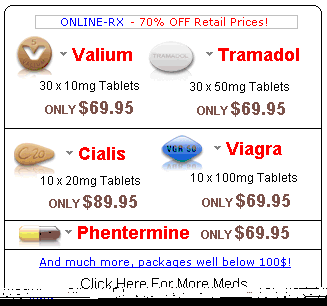 ONLINE-RX - 70% OFF Retail Prices!
Valium
30 x 10mg Tablets
ONLY $69.95
TRAMADOL
Tramadol
30 x 50mg Tablets
ONLY $69.95
Cialis
10 x 20mg Tablets
ONLY $89.95
VGR 50
Viagra
10 x 100mg Tablets
ONLY $69.95
Phentermine ONLY $69.95
And much more, packages well below 100$!
Click Here For More Meds